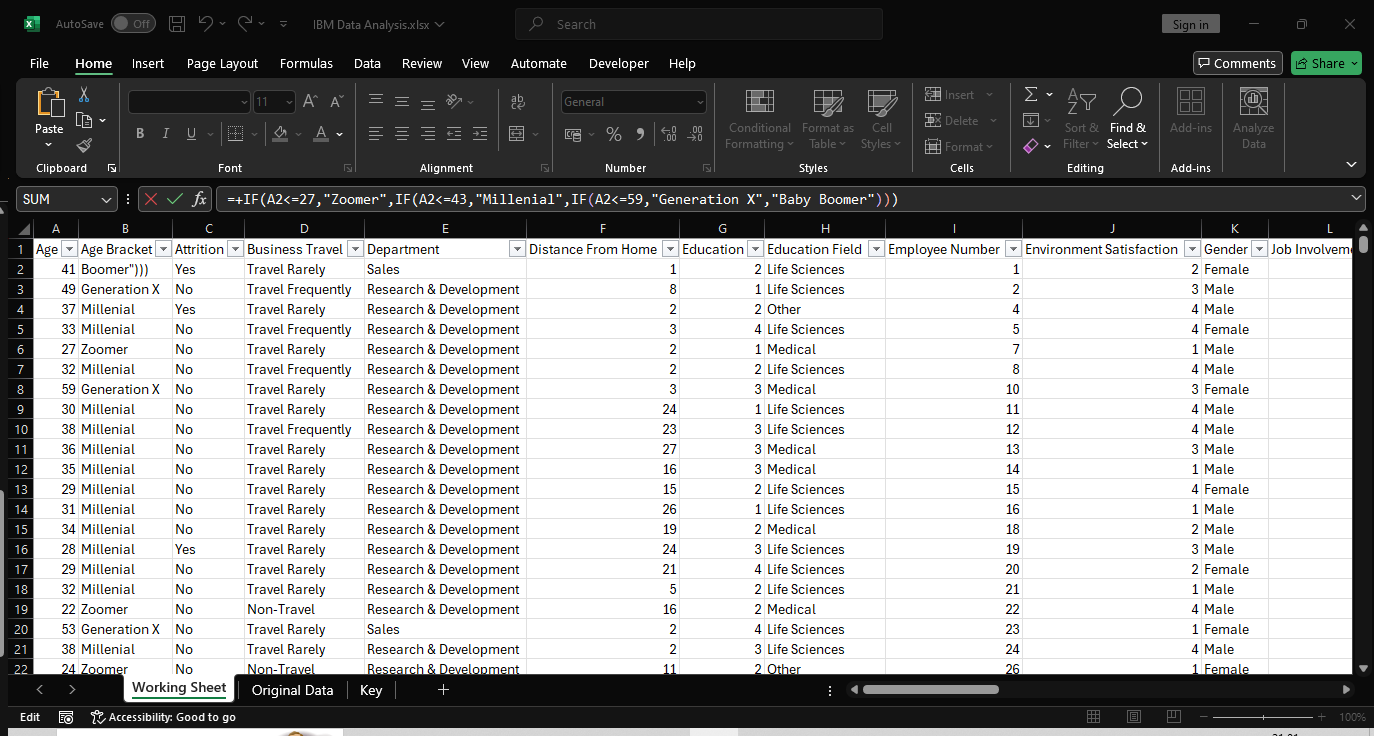 AutoSave Off IBM Data Analysis.xlsx Search Sign in
File Home Insert Page Layout Formulas Data Review View Automate Developer Help Comments Share
Paste
Clipboard
11
B I U A
Font
ab
Alignment
General
% 9
Number
Conditional Formatting
Format as Table
Cell Styles
Styles
Insert
Delete
Format
Cells
Sort & Filter
Find & Select
Editing
Add-ins
Add-ins
Analyze Data
SUM fx =+IF(A2<=27,"Zoomer",IF(A2<=43,"Millenial",IF(A2<=59,"Generation X","Baby Boomer")))
A B C D E F G H I J K L
1 Age Age Bracket Attrition Business Travel Department Distance From Home Education Education Field Employee Number Environment Satisfaction Gender Job Involveme
2 41 Boomer"))) Yes Travel Rarely Sales 1 2 Life Sciences 1 2 Female
3 49 Generation X No Travel Frequently Research & Development 8 1 Life Sciences 2 3 Male
4 37 Millenial Yes Travel Rarely Research & Development 2 2 Other 4 4 Male
5 33 Millenial No Travel Frequently Research & Development 3 4 Life Sciences 5 4 Female
6 27 Zoomer No Travel Rarely Research & Development 2 1 Medical 7 1 Male
7 32 Millenial No Travel Frequently Research & Development 2 2 Life Sciences 8 4 Male
8 59 Generation X No Travel Rarely Research & Development 3 3 Medical 10 3 Female
9 30 Millenial No Travel Rarely Research & Development 24 1 Life Sciences 11 4 Male
10 38 Millenial No Travel Frequently Research & Development 23 3 Life Sciences 12 4 Male
11 36 Millenial No Travel Rarely Research & Development 27 3 Medical 13 3 Male
12 35 Millenial No Travel Rarely Research & Development 16 3 Medical 14 1 Male
13 29 Millenial No Travel Rarely Research & Development 15 2 Life Sciences 15 4 Female
14 31 Millenial No Travel Rarely Research & Development 26 1 Life Sciences 16 1 Male
15 34 Millenial No Travel Rarely Research & Development 19 2 Medical 18 2 Male
16 28 Millenial Yes Travel Rarely Research & Development 24 3 Life Sciences 19 3 Male
17 29 Millenial No Travel Rarely Research & Development 21 4 Life Sciences 20 2 Female
18 32 Millenial No Travel Rarely Research & Development 5 2 Life Sciences 21 1 Male
19 22 Zoomer No Non-Travel Research & Development 16 2 Medical 22 4 Male
20 53 Generation X No Travel Rarely Sales 2 4 Life Sciences 23 1 Female
21 38 Millenial No Travel Rarely Research & Development 2 3 Life Sciences 24 4 Male
22 24 Zoomer No Non-Travel Research & Development 11 2 Other 26 1 Female
Working Sheet Original Data Key
Edit Accessibility: Good to go 100%